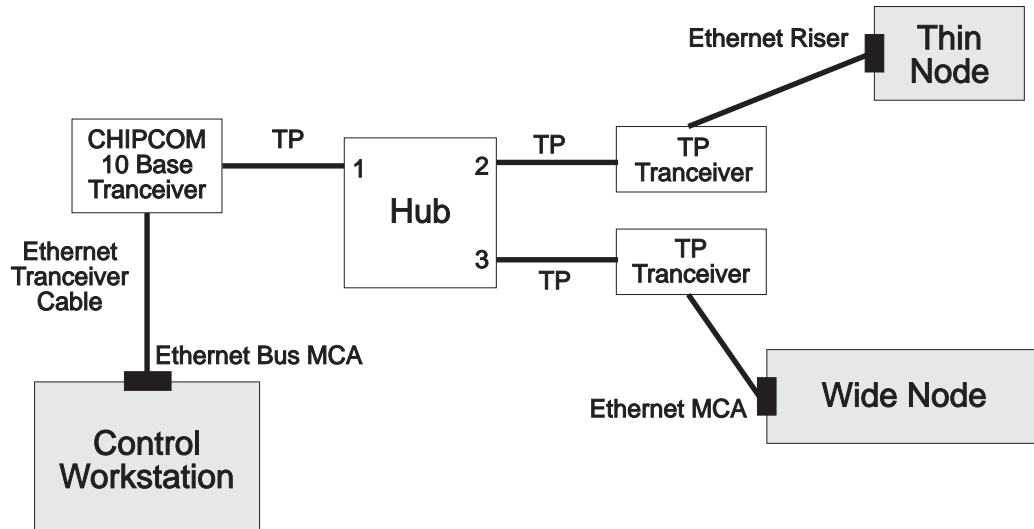 Ethernet Riser
Thin
Node
CHIPCOM
10 Base
Tranceiver
TP
1
Hub
2
3
TP
TP
Tranceiver
TP
TP
Tranceiver
Ethernet
Tranceiver
Cable
Ethernet Bus MCA
Control
Workstation
Ethernet MCA
Wide Node